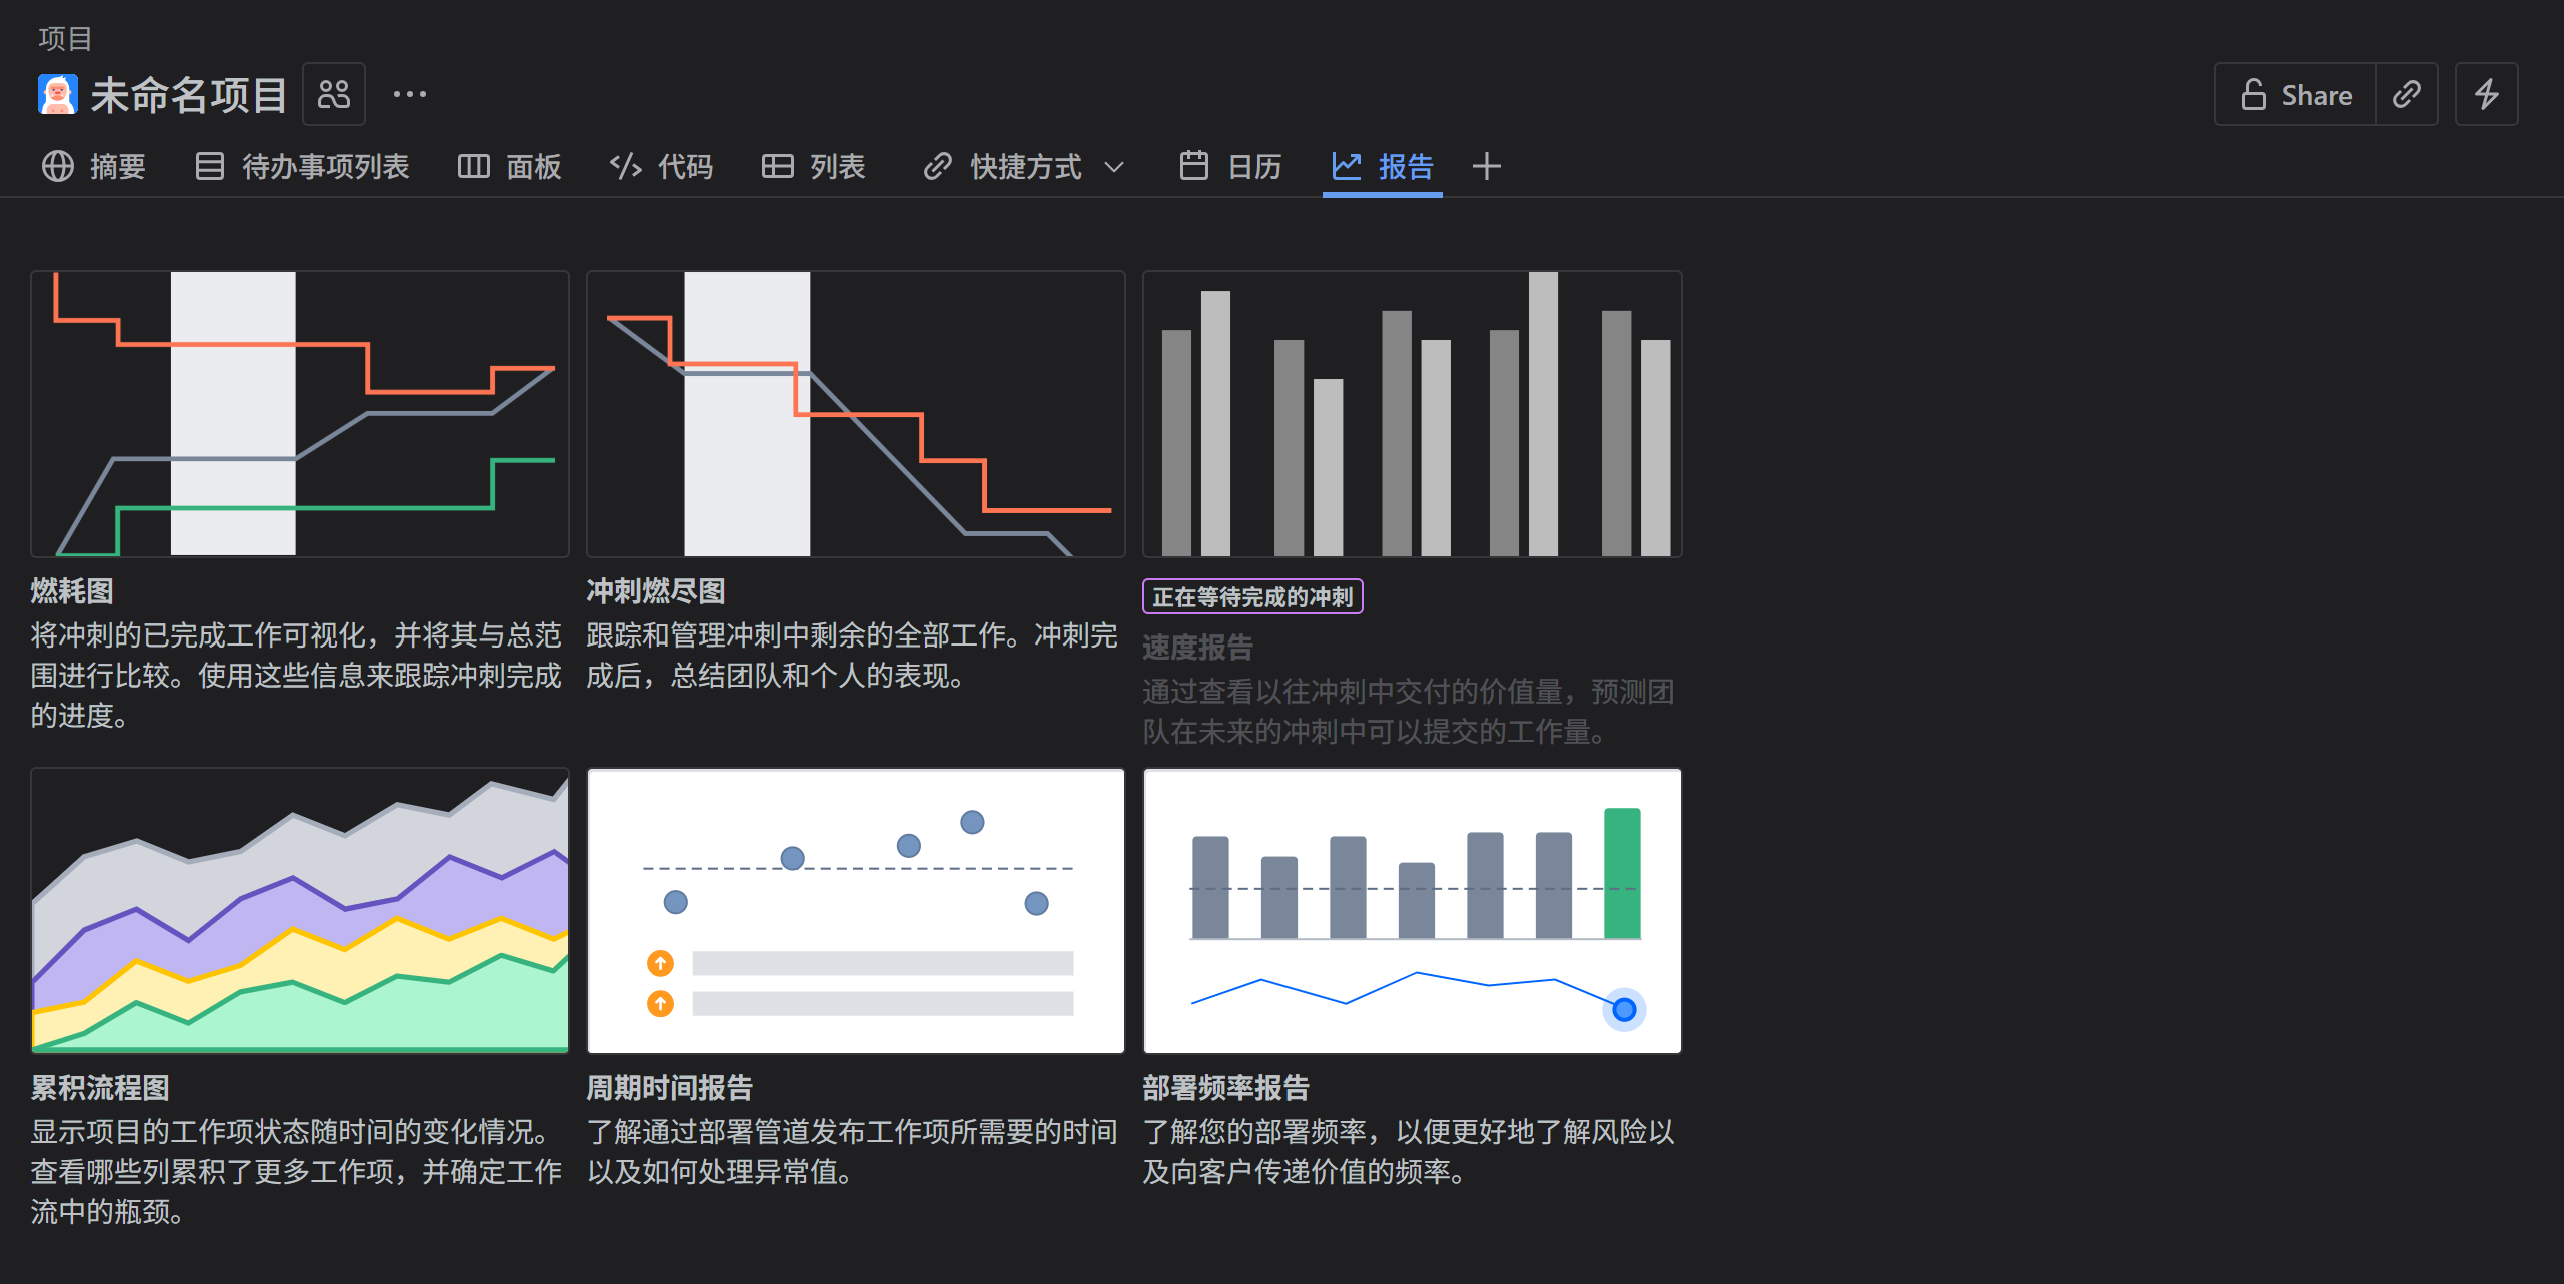 项目
未命名项目
Share
摘要 待办事项列表 面板 代码 列表 快捷方式 日历 报告
燃耗图
将冲刺的已完成工作可视化，并将其与总范
围进行比较。使用这些信息来跟踪冲刺完成
的进度。
冲刺燃尽图
跟踪和管理冲刺中剩余的全部工作。冲刺完
成后，总结团队和个人的表现。
正在等待完成的冲刺
速度报告
通过查看以往冲刺中交付的价值量，预测团
队在未来的冲刺中可以提交的工作量。
累积流程图
显示项目的工作项状态随时间的变化情况。
查看哪些列累积了更多工作项，并确定工作
流中的瓶颈。
周期时间报告
了解通过部署管道发布工作项所需要的时间
以及如何处理异常值。
部署频率报告
了解您的部署频率，以便更好地了解风险以
及向客户传递价值的频率。